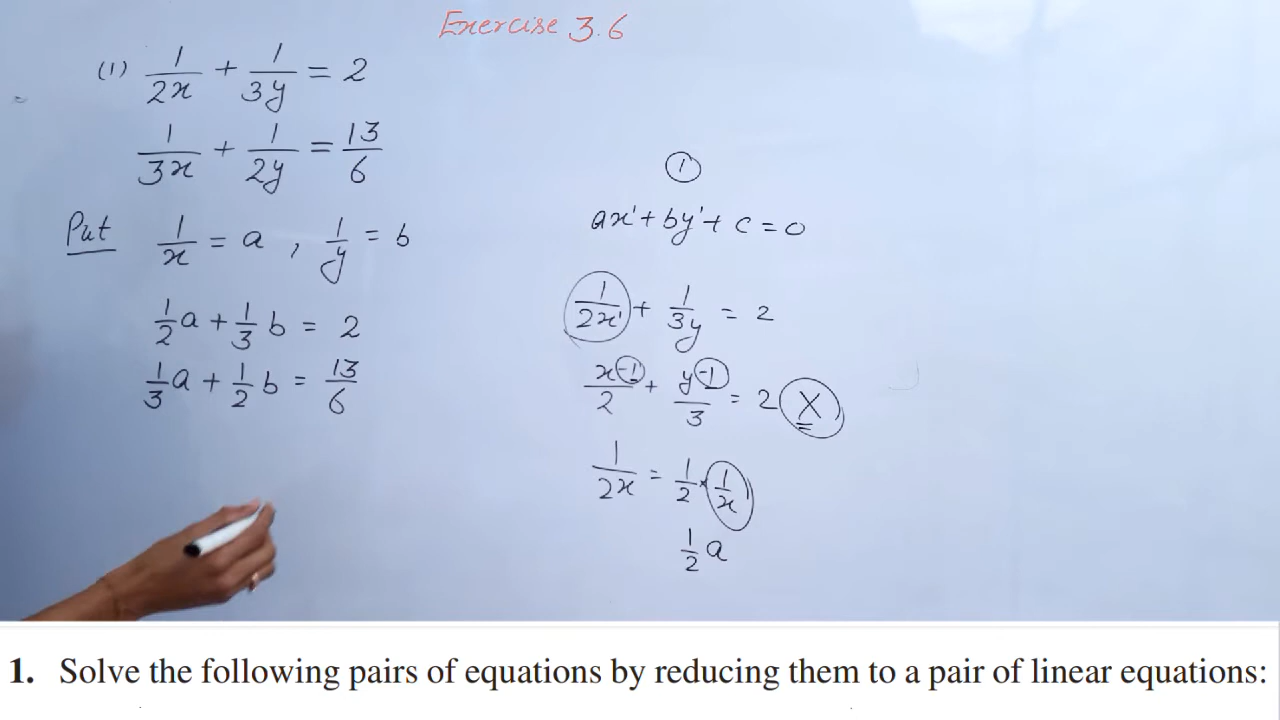 Exercise 3.6
(1) 1/2x + 1/3y = 2
1/3x + 1/2y = 13/6
Put 1/x = a , 1/y = b
1/2 a + 1/3 b = 2
1/3 a + 1/2 b = 13/6
1
ax¹ + by¹ + c = 0
1/2x¹ + 1/3y = 2
x⁻¹/2 + y⁻¹/3 = 2 X
1/2x = 1/2 × 1/x
1/2 a
1. Solve the following pairs of equations by reducing them to a pair of linear equations: